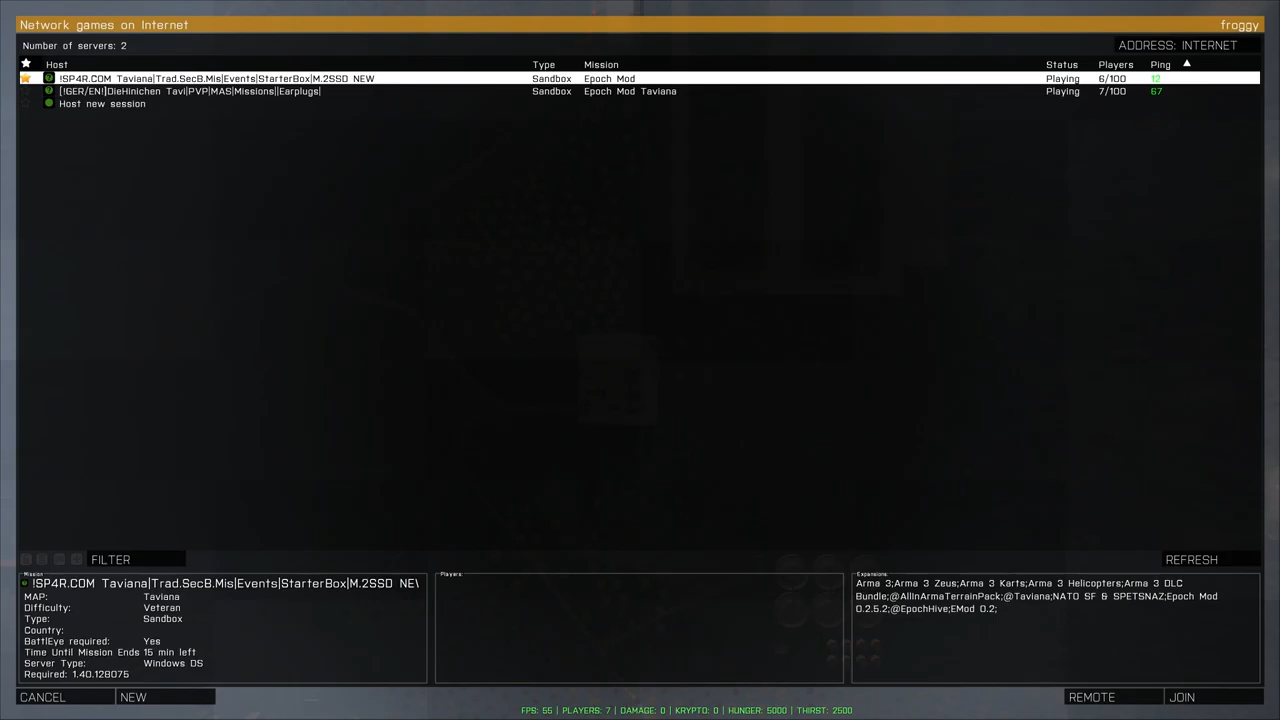 Network games on Internet froggy
Number of servers: 2 ADDRESS: INTERNET
Host Type Mission Status Players Ping
!SP4R.COM Taviana|Trad.SecB.Mis|Events|StarterBox|M.2SSD NEW Sandbox Epoch Mod Playing 6/100 12
[!GER/EN!]DieHinichen Tavi|PVP|MAS|Missions||Earplugs| Sandbox Epoch Mod Taviana Playing 7/100 67
Host new session
FILTER REFRESH
Mission Players: Expansions:
!SP4R.COM Taviana|Trad.SecB.Mis|Events|StarterBox|M.2SSD NE\
MAP: Taviana
Difficulty: Veteran
Type: Sandbox
Country:
BattlEye required: Yes
Time Until Mission Ends 15 min left
Server Type: Windows DS
Required: 1.40.128075
Arma 3;Arma 3 Zeus;Arma 3 Karts;Arma 3 Helicopters;Arma 3 DLC
Bundle;@AllInArmaTerrainPack;@Taviana;NATO SF & SPETSNAZ;Epoch Mod
0.2.5.2;@EpochHive;EMod 0.2;
CANCEL NEW REMOTE JOIN
FPS: 55 | PLAYERS: 7 | DAMAGE: 0 | KRYPTO: 0 | HUNGER: 5000 | THIRST: 2500